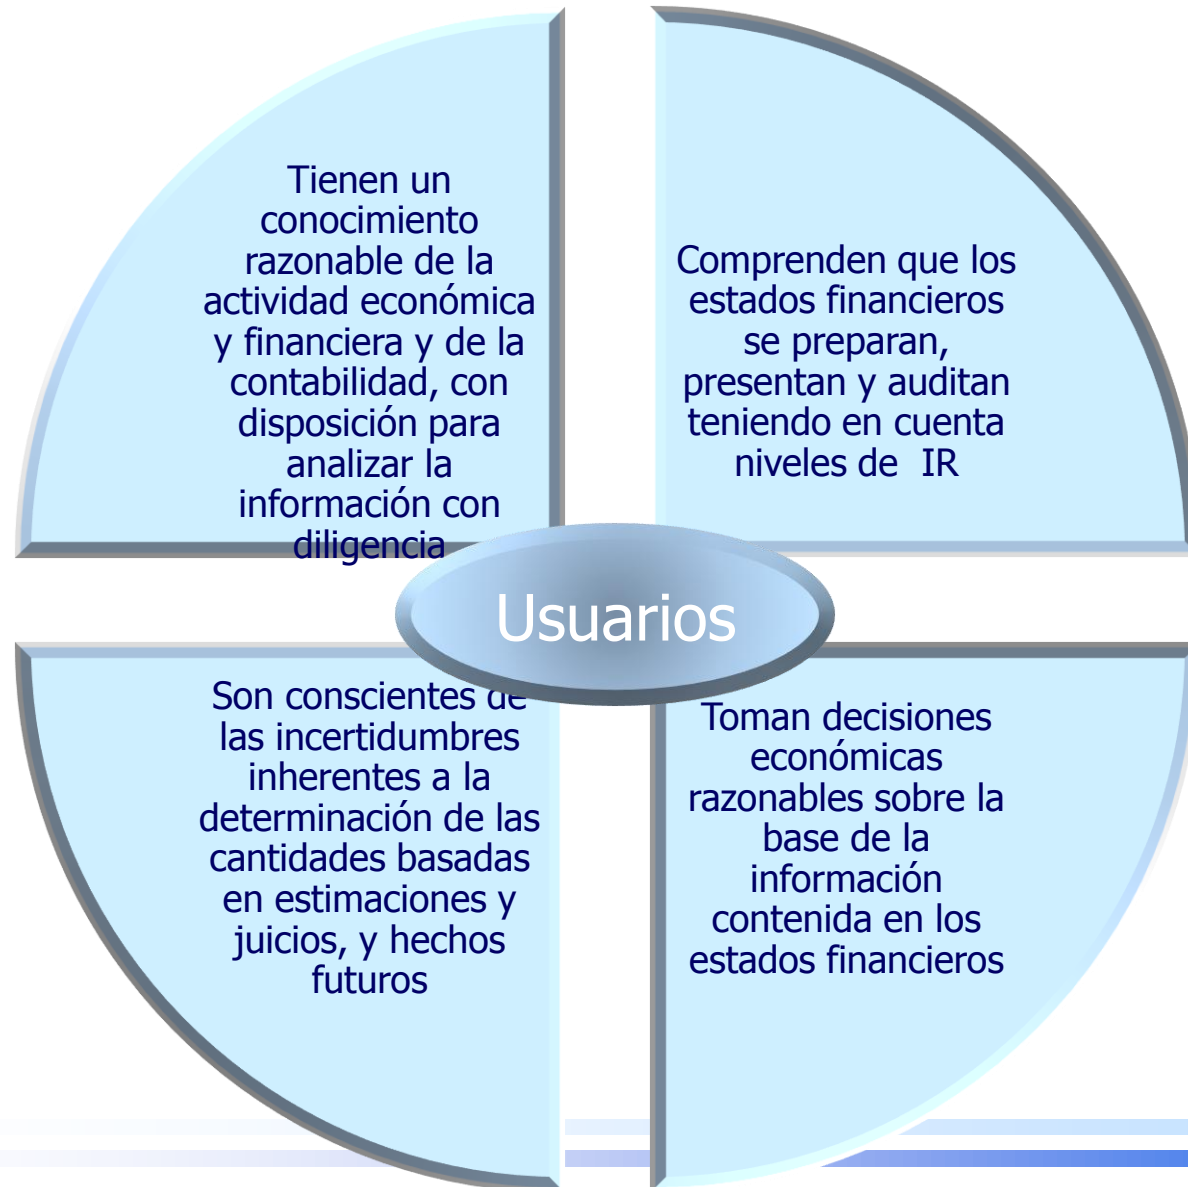 Tienen un
conocimiento
razonable de la
actividad económica
y financiera y de la
contabilidad, con
disposición para
analizar la
información con
diligencia
Comprenden que los
estados financieros
se preparan,
presentan y auditan
teniendo en cuenta
niveles de  IR
Usuarios
Son conscientes de
las incertidumbres
inherentes a la
determinación de las
cantidades basadas
en estimaciones y
juicios, y hechos
futuros
Toman decisiones
económicas
razonables sobre la
base de la
información
contenida en los
estados financieros